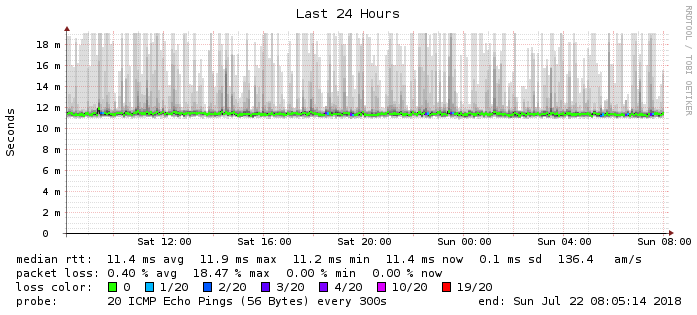 Last 24 Hours
RRDTOOL / TOBI OETIKER
Seconds
18 m
16 m
14 m
12 m
10 m
8 m
6 m
4 m
2 m
0
Sat 12:00 Sat 16:00 Sat 20:00 Sun 00:00 Sun 04:00 Sun 08:00
median rtt: 11.4 ms avg 11.9 ms max 11.2 ms min 11.4 ms now 0.1 ms sd 136.4 am/s
packet loss: 0.40 % avg 18.47 % max 0.00 % min 0.00 % now
loss color: 0 1/20 2/20 3/20 4/20 10/20 19/20
probe: 20 ICMP Echo Pings (56 Bytes) every 300s end: Sun Jul 22 08:05:14 2018